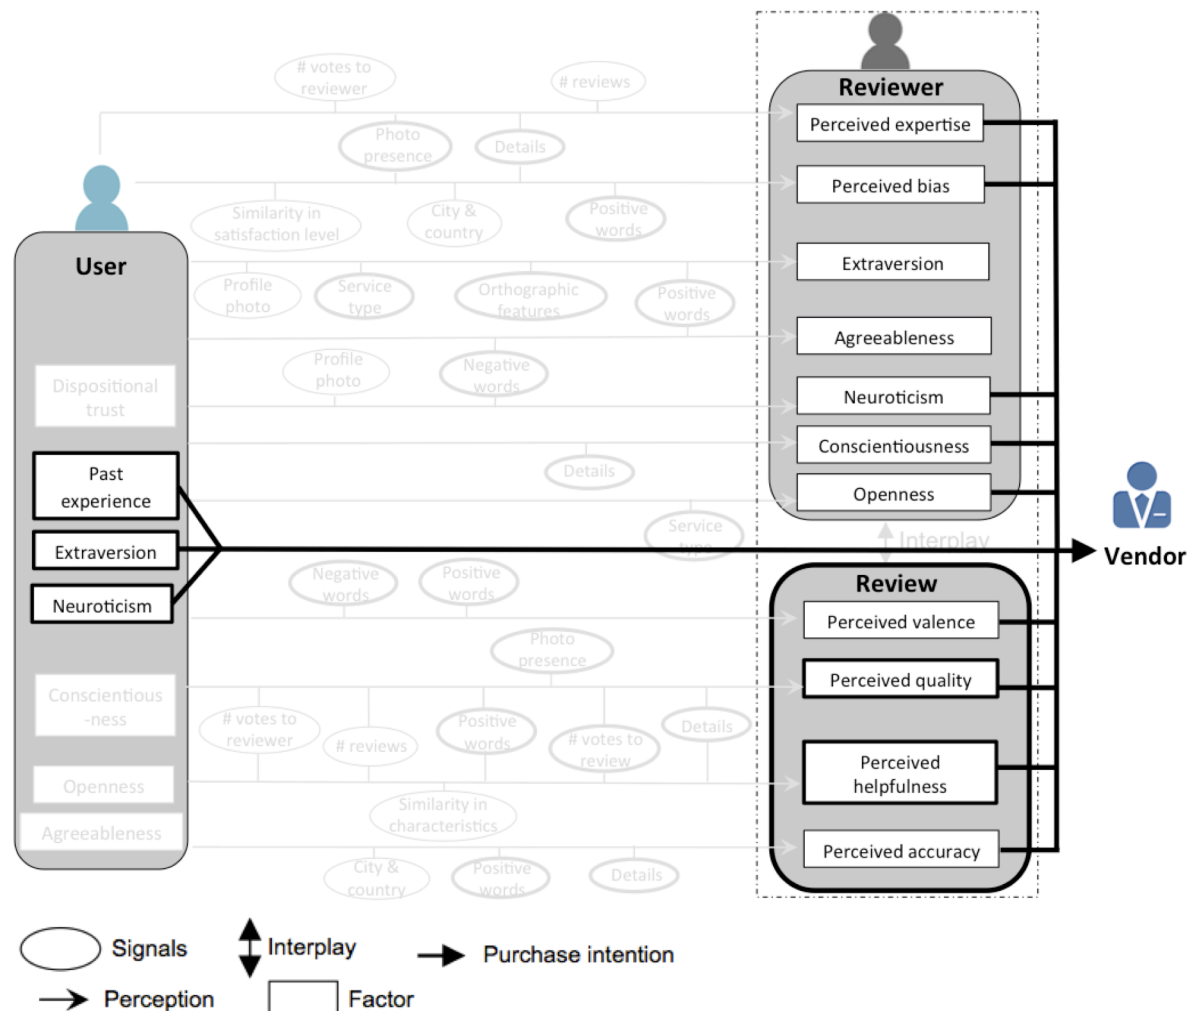 # votes to
reviewer
# reviews
Reviewer
Perceived expertise
Photo
presence
Details
Perceived bias
Similarity in
satisfaction level
City &
country
Positive
words
User
Extraversion
Profile
photo
Service
type
Orthographic
features
Positive
words
Agreeableness
Profile
photo
Negative
words
Dispositional
trust
Neuroticism
Conscientiousness
Past
experience
Details
Openness
Service
type
Interplay
Extraversion
Vendor
Negative
words
Positive
words
Review
Neuroticism
Perceived valence
Photo
presence
Perceived quality
Conscientious
-ness
# votes to
reviewer
# reviews
Positive
words
# votes to
review
Details
Perceived
helpfulness
Openness
Similarity in
characteristics
Agreeableness
Perceived accuracy
City &
country
Positive
words
Details
Signals
Interplay
Purchase intention
Perception
Factor